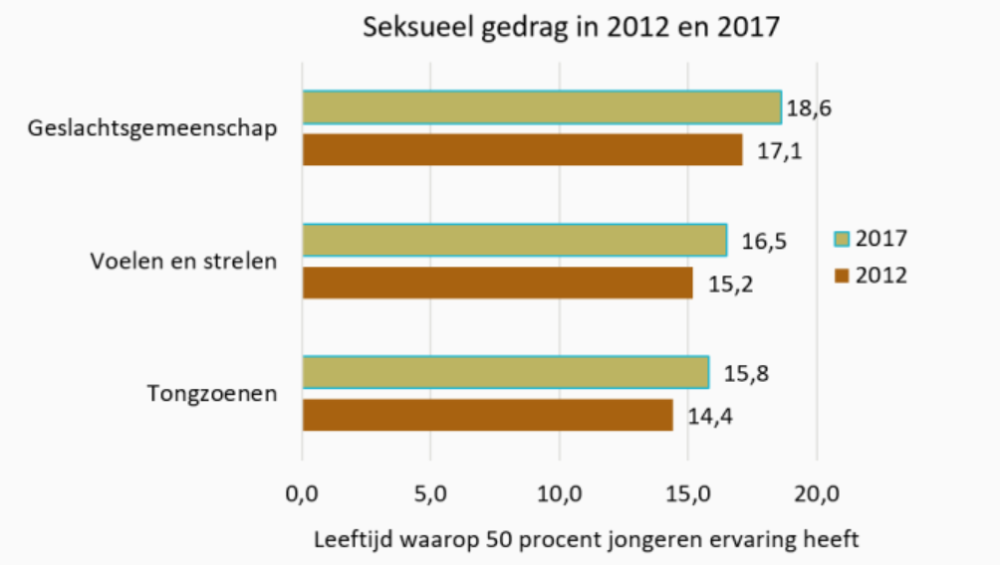 Seksueel gedrag in 2012 en 2017
Geslachtsgemeenschap
18,6
17,1
Voelen en strelen
16,5
15,2
2017
2012
Tongzoenen
15,8
14,4
0,0 5,0 10,0 15,0 20,0
Leeftijd waarop 50 procent jongeren ervaring heeft